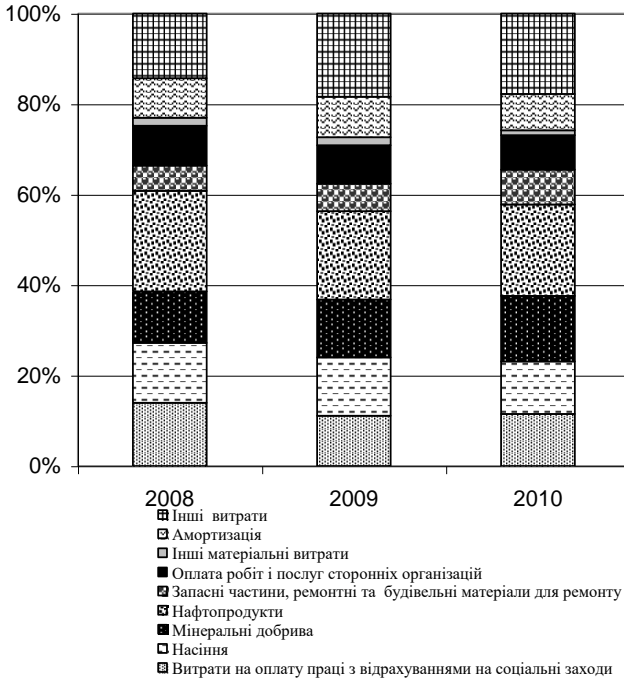 100%
80%
60%
40%
20%
0%
2008 2009 2010
Інші витрати
Амортизація
Інші матеріальні витрати
Оплата робіт і послуг сторонніх організацій
Запасні частини, ремонтні та будівельні матеріали для ремонту
Нафтопродукти
Мінеральні добрива
Насіння
Витрати на оплату праці з відрахуваннями на соціальні заходи